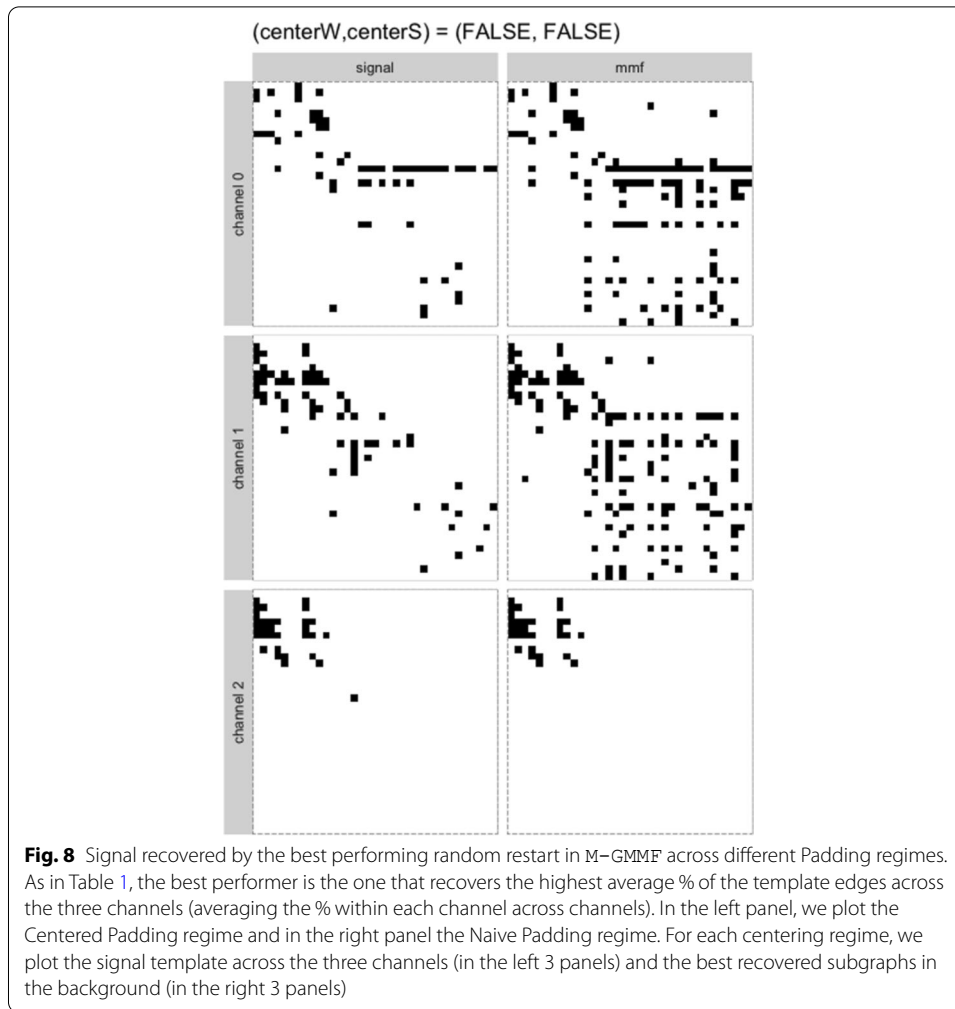 (centerW,centerS) = (FALSE, FALSE)
signal
mmf
channel 0
channel 1
channel 2
Fig. 8 Signal recovered by the best performing random restart in M-GMMF across different Padding regimes.
As in Table 1, the best performer is the one that recovers the highest average % of the template edges across
the three channels (averaging the % within each channel across channels). In the left panel, we plot the
Centered Padding regime and in the right panel the Naive Padding regime. For each centering regime, we
plot the signal template across the three channels (in the left 3 panels) and the best recovered subgraphs in
the background (in the right 3 panels)